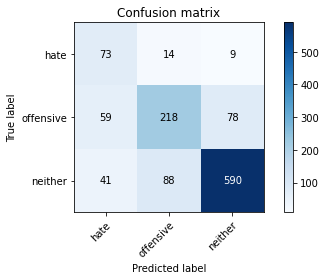 Confusion matrix
hate 73 14 9
offensive 59 218 78
neither 41 88 590
hate offensive neither
True label
Predicted label
500
400
300
200
100